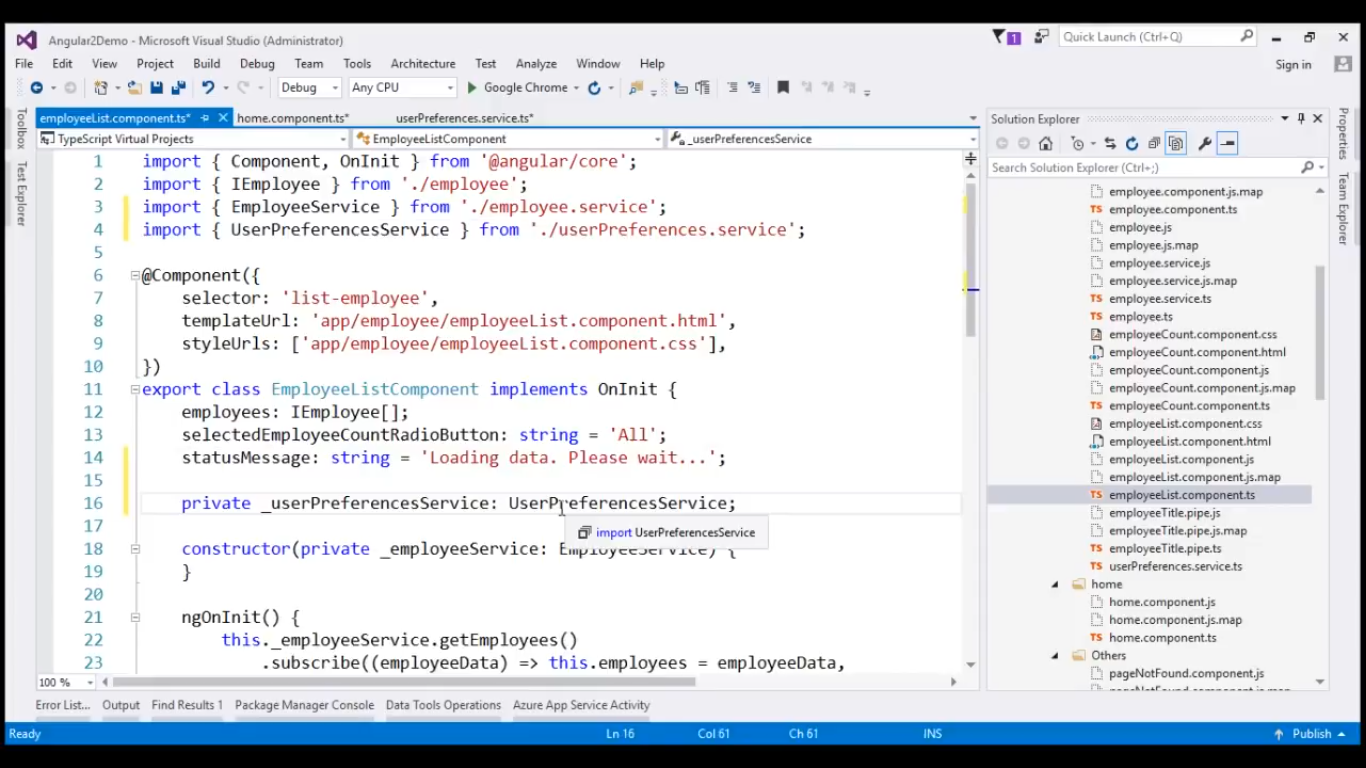 Angular2Demo - Microsoft Visual Studio (Administrator)
1
Quick Launch (Ctrl+Q)
File Edit View Project Build Debug Team Tools Architecture Test Analyze Window Help
Sign in
Debug Any CPU Google Chrome
Toolbox
Test Explorer
employeeList.component.ts* home.component.ts* userPreferences.service.ts*
TypeScript Virtual Projects EmployeeListComponent _userPreferencesService
1 import { Component, OnInit } from '@angular/core';
2 import { IEmployee } from './employee';
3 import { EmployeeService } from './employee.service';
4 import { UserPreferencesService } from './userPreferences.service';
5
6 @Component({
7 selector: 'list-employee',
8 templateUrl: 'app/employee/employeeList.component.html',
9 styleUrls: ['app/employee/employeeList.component.css'],
10 })
11 export class EmployeeListComponent implements OnInit {
12 employees: IEmployee[];
13 selectedEmployeeCountRadioButton: string = 'All';
14 statusMessage: string = 'Loading data. Please wait...';
15
16 private _userPreferencesService: UserPreferencesService;
import UserPreferencesService
17
18 constructor(private _employeeService: EmployeeService) {
19 }
20
21 ngOnInit() {
22 this._employeeService.getEmployees()
23 .subscribe((employeeData) => this.employees = employeeData,
100 %
Solution Explorer
Search Solution Explorer (Ctrl+;)
employee.component.js.map
TS employee.component.ts
employee.js
employee.js.map
employee.service.js
employee.service.js.map
TS employee.service.ts
TS employee.ts
employeeCount.component.css
employeeCount.component.html
employeeCount.component.js
employeeCount.component.js.map
TS employeeCount.component.ts
employeeList.component.css
employeeList.component.html
employeeList.component.js
employeeList.component.js.map
TS employeeList.component.ts
employeeTitle.pipe.js
employeeTitle.pipe.js.map
TS employeeTitle.pipe.ts
TS userPreferences.service.ts
home
home.component.js
home.component.js.map
TS home.component.ts
Others
pageNotFound.component.js
pageNotFound.component.js.map
Properties
Team Explorer
Error List... Output Find Results 1 Package Manager Console Data Tools Operations Azure App Service Activity
Ready Ln 16 Col 61 Ch 61 INS Publish